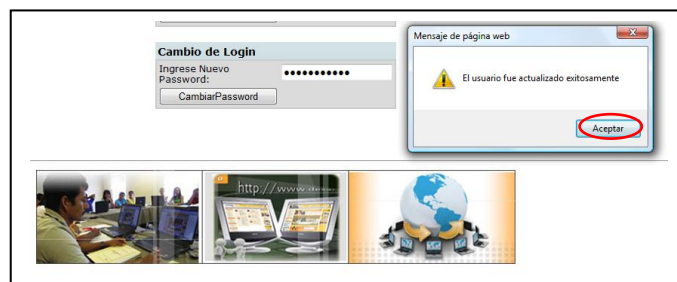 Cambio de Login
Ingrese Nuevo
Password:
•••••••••••
CambiarPassword
Mensaje de página web
El usuario fue actualizado exitosamente
Aceptar
http://www.